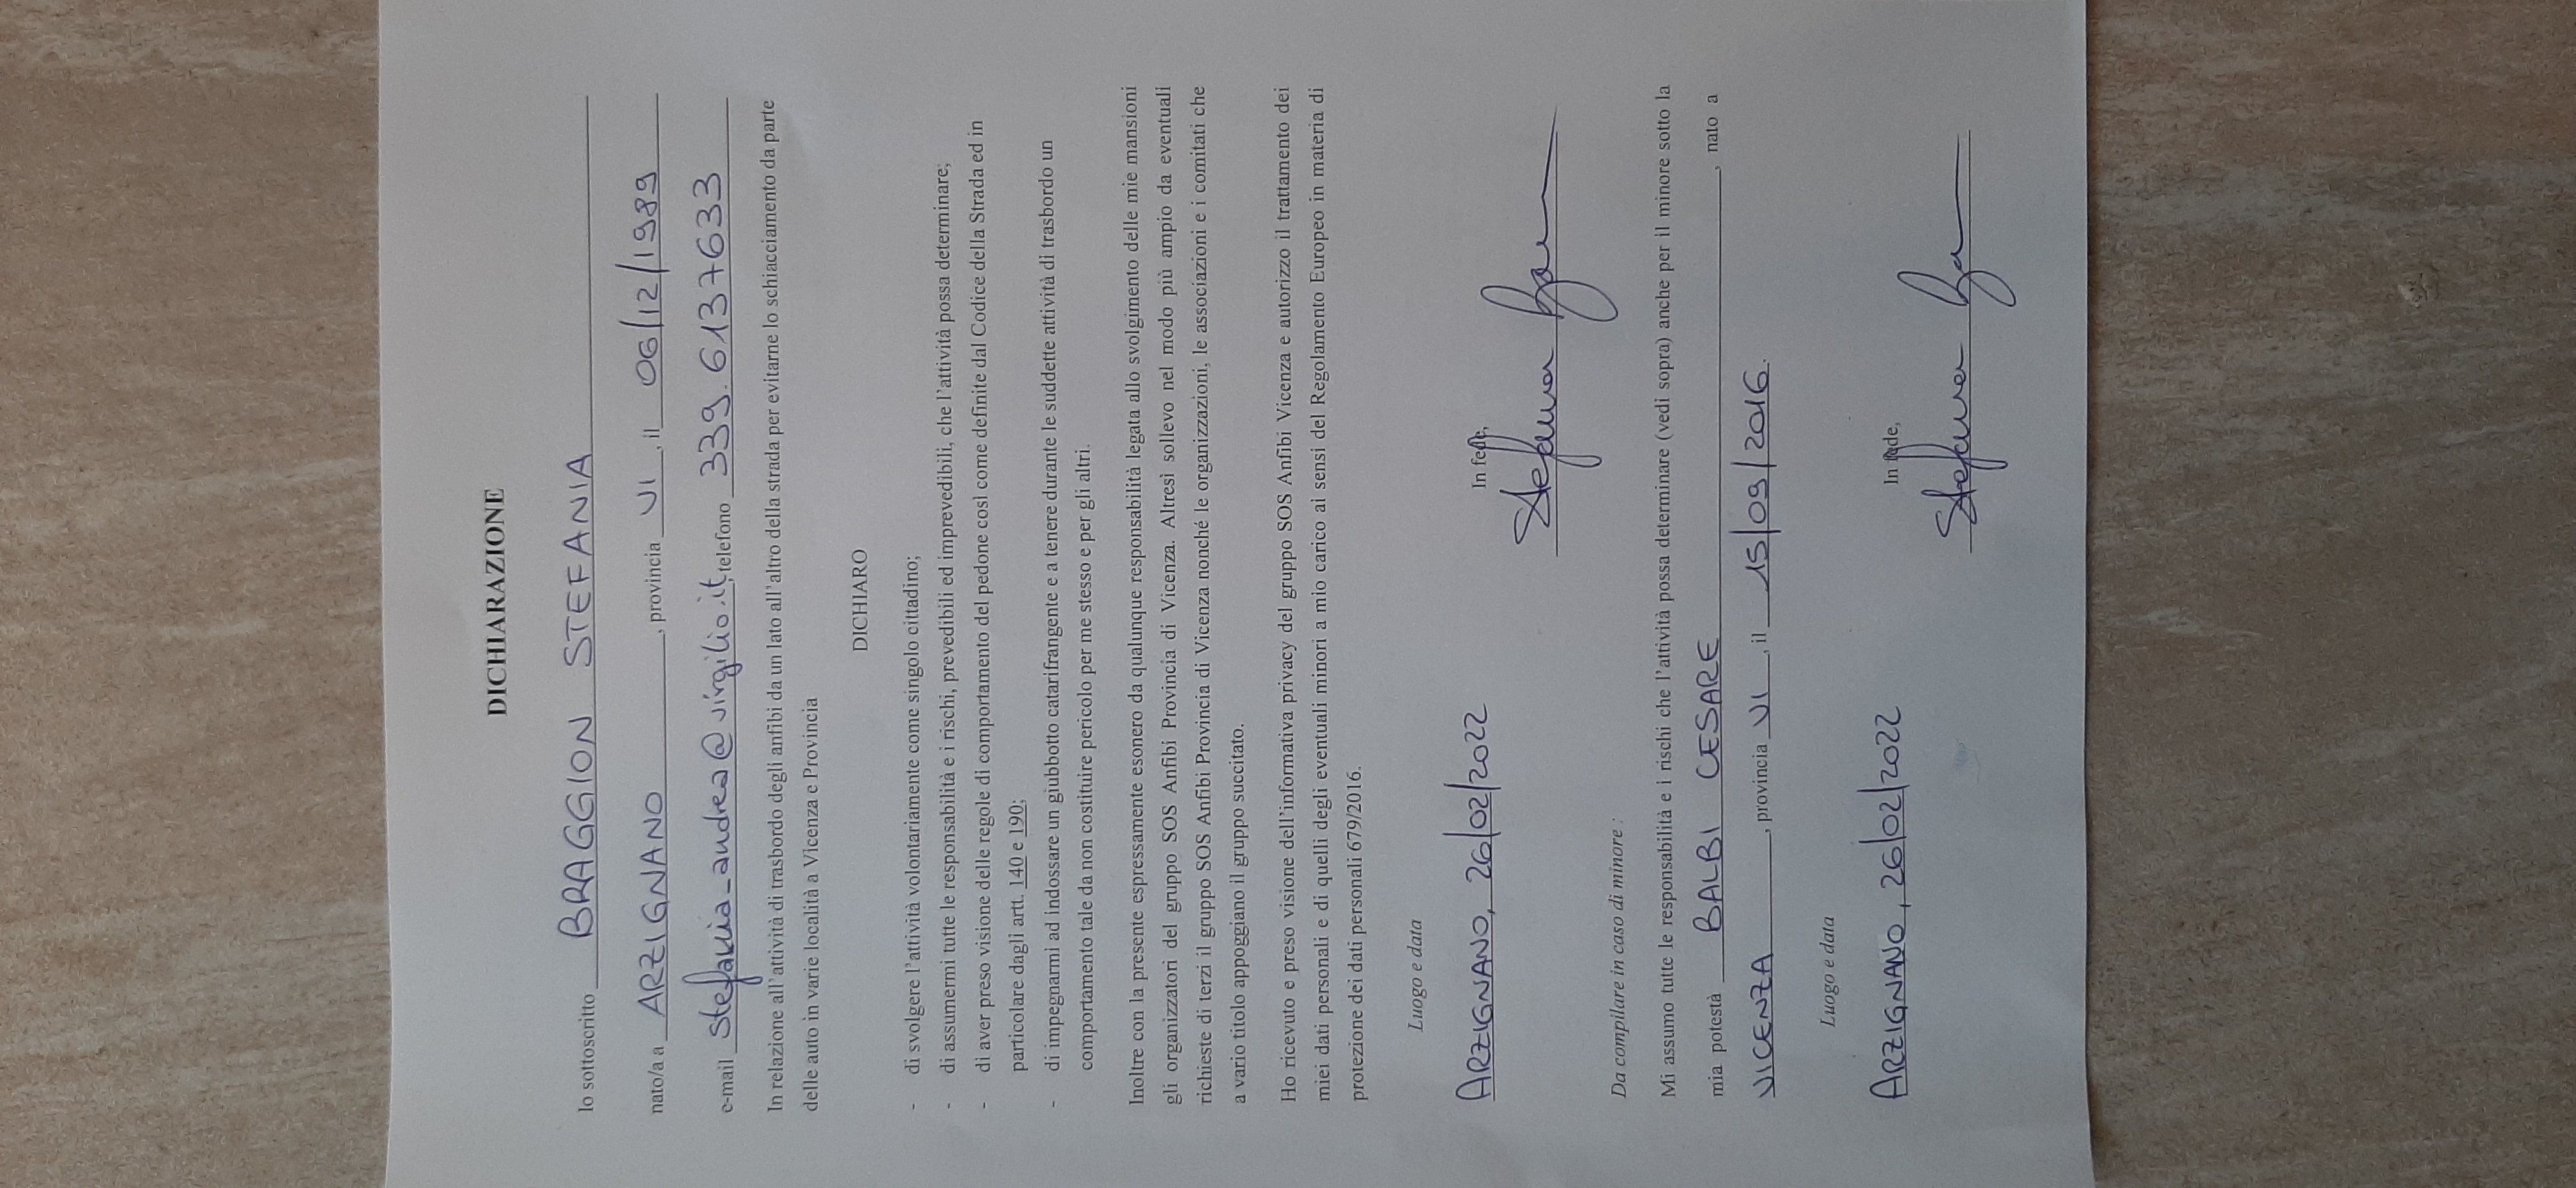 DICHIARAZIONE
Io sottoscritto BRAGGION STEFANIA
nato/a a ARZIGNANO, provincia VI, il 06/12/1989
e-mail stefania_andrea@virgilio.it, telefono 339.6137633
In relazione all'attività di trasbordo degli anfibi da un lato all'altro della strada per evitarne lo schiacciamento da parte
delle auto in varie località a Vicenza e Provincia
DICHIARO
- di svolgere l'attività volontariamente come singolo cittadino;
- di assumermi tutte le responsabilità e i rischi, prevedibili ed imprevedibili, che l'attività possa determinare;
- di aver preso visione delle regole di comportamento del pedone così come definite dal Codice della Strada ed in
particolare dagli artt. 140 e 190;
- di impegnarmi ad indossare un giubbotto catarifrangente e a tenere durante le suddette attività di trasbordo un
comportamento tale da non costituire pericolo per me stesso e per gli altri.
Inoltre con la presente espressamente esonero da qualunque responsabilità legata allo svolgimento delle mie mansioni
gli organizzatori del gruppo SOS Anfibi Provincia di Vicenza. Altresì sollevo nel modo più ampio da eventuali
richieste di terzi il gruppo SOS Anfibi Provincia di Vicenza nonché le organizzazioni, le associazioni e i comitati che
a vario titolo appoggiano il gruppo succitato.
Ho ricevuto e preso visione dell'informativa privacy del gruppo SOS Anfibi Vicenza e autorizzo il trattamento dei
miei dati personali e di quelli degli eventuali minori a mio carico ai sensi del Regolamento Europeo in materia di
protezione dei dati personali 679/2016.
Luogo e data
ARZIGNANO, 26/02/2022
In fede,
Stefania
Da compilare in caso di minore :
Mi assumo tutte le responsabilità e i rischi che l'attività possa determinare (vedi sopra) anche per il minore sotto la
mia potestà BALBI CESARE, nato a
VICENZA, provincia VI, il 15/09/2016.
Luogo e data
ARZIGNANO, 26/02/2022
In fede,
Stefania